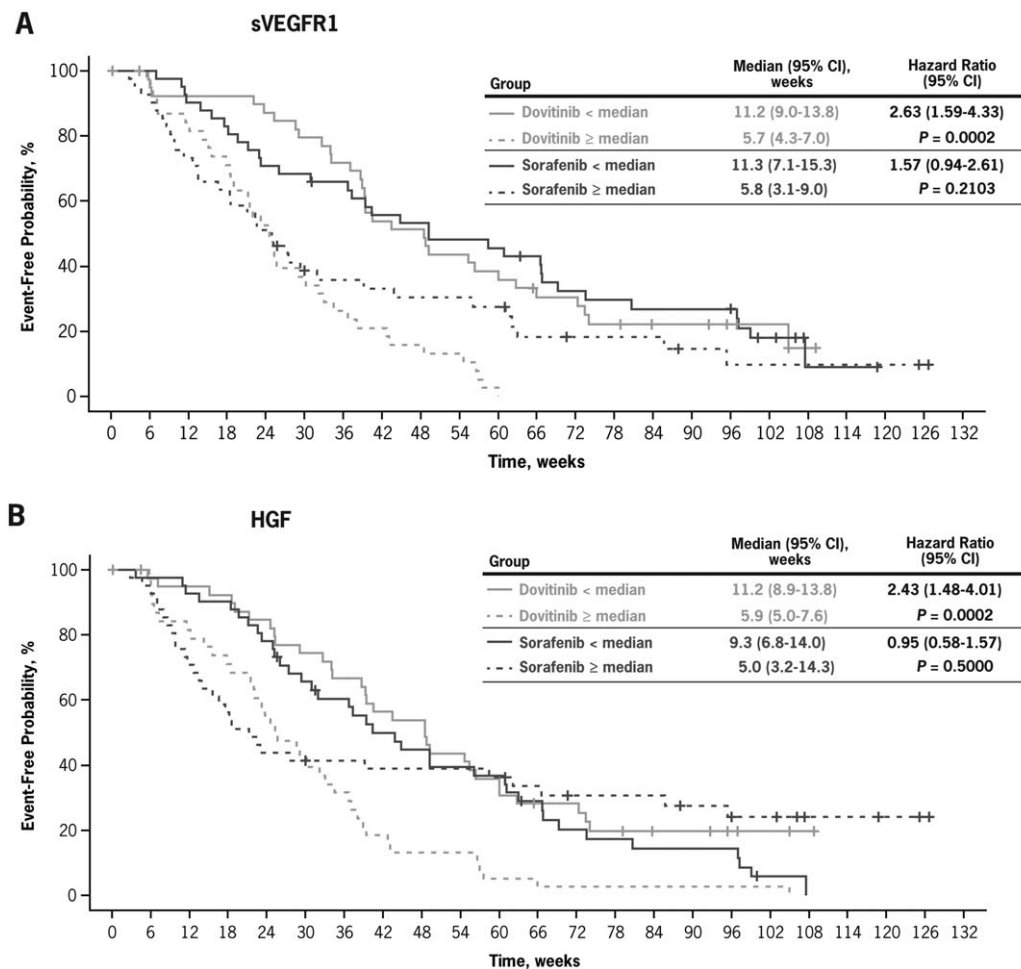 A
sVEGFR1
Event-Free Probability, %
100
80
60
40
20
0
Group Median (95% CI), weeks Hazard Ratio (95% CI)
Dovitinib < median 11.2 (9.0-13.8) 2.63 (1.59-4.33)
Dovitinib ≥ median 5.7 (4.3-7.0) P = 0.0002
Sorafenib < median 11.3 (7.1-15.3) 1.57 (0.94-2.61)
Sorafenib ≥ median 5.8 (3.1-9.0) P = 0.2103
0 6 12 18 24 30 36 42 48 54 60 66 72 78 84 90 96 102 108 114 120 126 132
Time, weeks
B
HGF
Event-Free Probability, %
100
80
60
40
20
0
Group Median (95% CI), weeks Hazard Ratio (95% CI)
Dovitinib < median 11.2 (8.9-13.8) 2.43 (1.48-4.01)
Dovitinib ≥ median 5.9 (5.0-7.6) P = 0.0002
Sorafenib < median 9.3 (6.8-14.0) 0.95 (0.58-1.57)
Sorafenib ≥ median 5.0 (3.2-14.3) P = 0.5000
0 6 12 18 24 30 36 42 48 54 60 66 72 78 84 90 96 102 108 114 120 126 132
Time, weeks